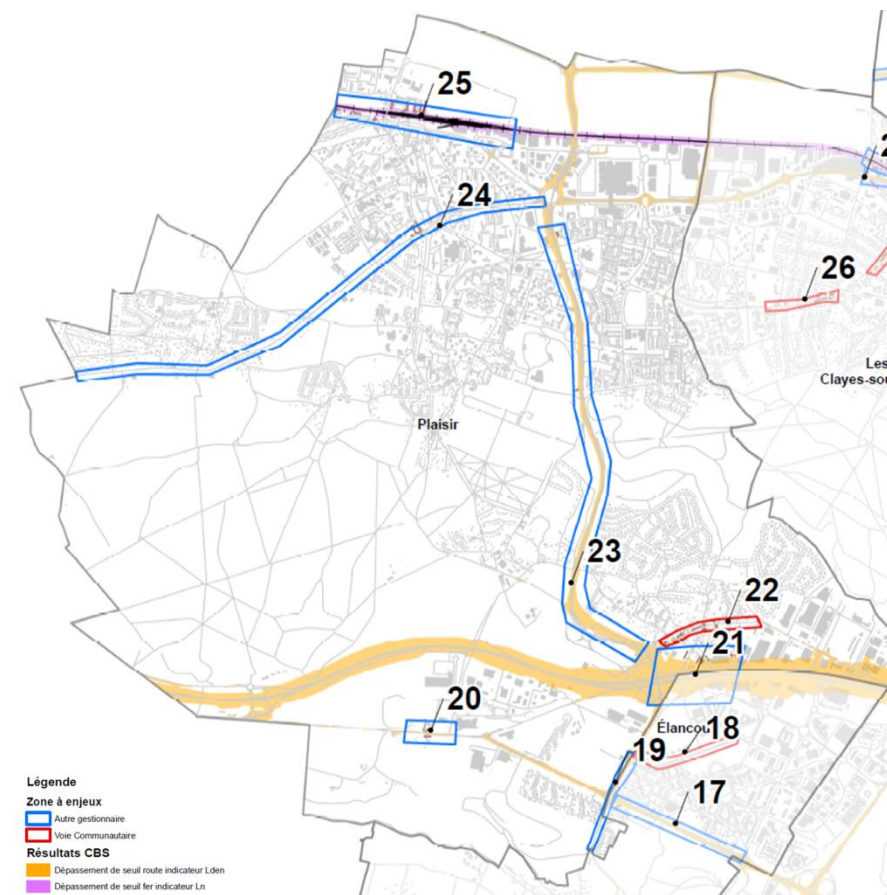 25
24
2
26
Les
Clayes-sou
Plaisir
23
22
21
20
Élancou
18
19
17
Légende
Zone à enjeux
Autre gestionnaire
Voie Communautaire
Résultats CBS
Dépassement de seuil route indicateur Lden
Dépassement de seuil fer indicateur Ln